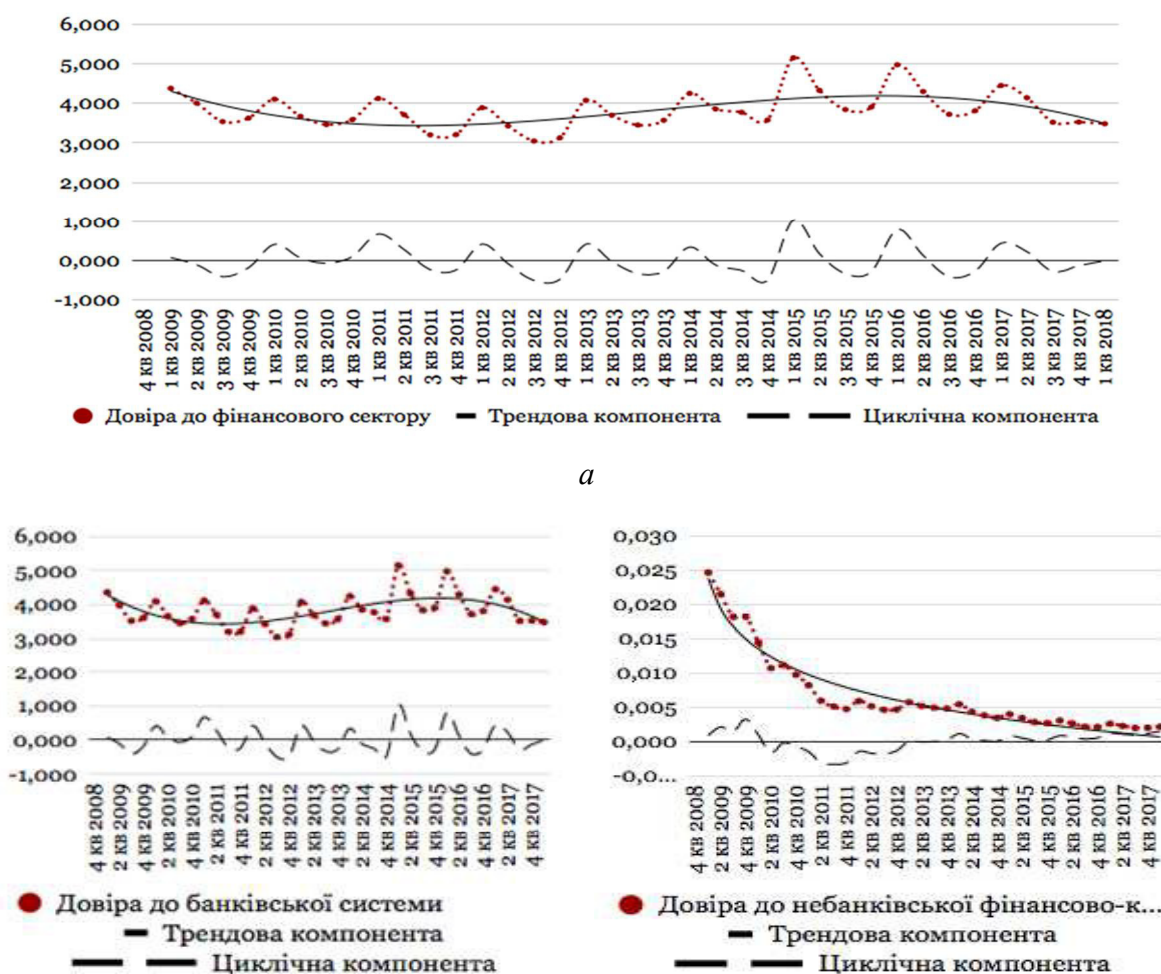 6,000
5,000
4,000
3,000
2,000
1,000
0,000
-1,000
4 кв 2008
1 кв 2009
2 кв 2009
3 кв 2009
4 кв 2009
1 кв 2010
2 кв 2010
3 кв 2010
4 кв 2010
1 кв 2011
2 кв 2011
3 кв 2011
4 кв 2011
1 кв 2012
2 кв 2012
3 кв 2012
4 кв 2012
1 кв 2013
2 кв 2013
3 кв 2013
4 кв 2013
1 кв 2014
2 кв 2014
3 кв 2014
4 кв 2014
1 кв 2015
2 кв 2015
3 кв 2015
4 кв 2015
1 кв 2016
2 кв 2016
3 кв 2016
4 кв 2016
1 кв 2017
2 кв 2017
3 кв 2017
4 кв 2017
1 кв 2018
Довіра до фінансового сектору Трендова компонента Циклічна компонента
а
6,000
5,000
4,000
3,000
2,000
1,000
0,000
-1,000
4 кв 2008
2 кв 2009
4 кв 2009
2 кв 2010
4 кв 2010
2 кв 2011
4 кв 2011
2 кв 2012
4 кв 2012
2 кв 2013
4 кв 2013
2 кв 2014
4 кв 2014
2 кв 2015
4 кв 2015
2 кв 2016
4 кв 2016
2 кв 2017
4 кв 2017
Довіра до банківської системи
Трендова компонента
Циклічна компонента
0,030
0,025
0,020
0,015
0,010
0,005
0,000
-0,0...
4 кв 2008
2 кв 2009
4 кв 2009
2 кв 2010
4 кв 2010
2 кв 2011
4 кв 2011
2 кв 2012
4 кв 2012
2 кв 2013
4 кв 2013
2 кв 2014
4 кв 2014
2 кв 2015
4 кв 2015
2 кв 2016
4 кв 2016
2 кв 2017
4 кв 2017
Довіра до небанківської фінансово-к...
Трендова компонента
Циклічна компонента